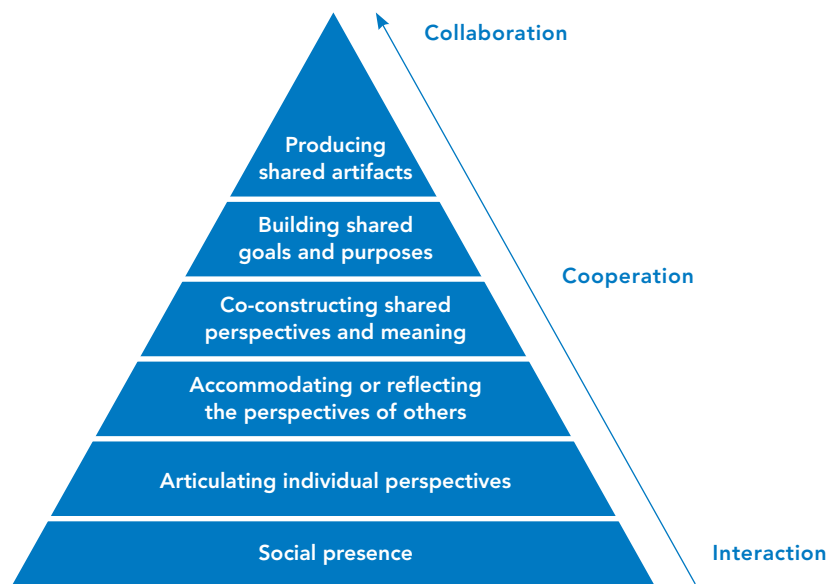 Collaboration
Producing
shared artifacts
Building shared
goals and purposes
Cooperation
Co-constructing shared
perspectives and meaning
Accommodating or reflecting
the perspectives of others
Articulating individual perspectives
Social presence
Interaction